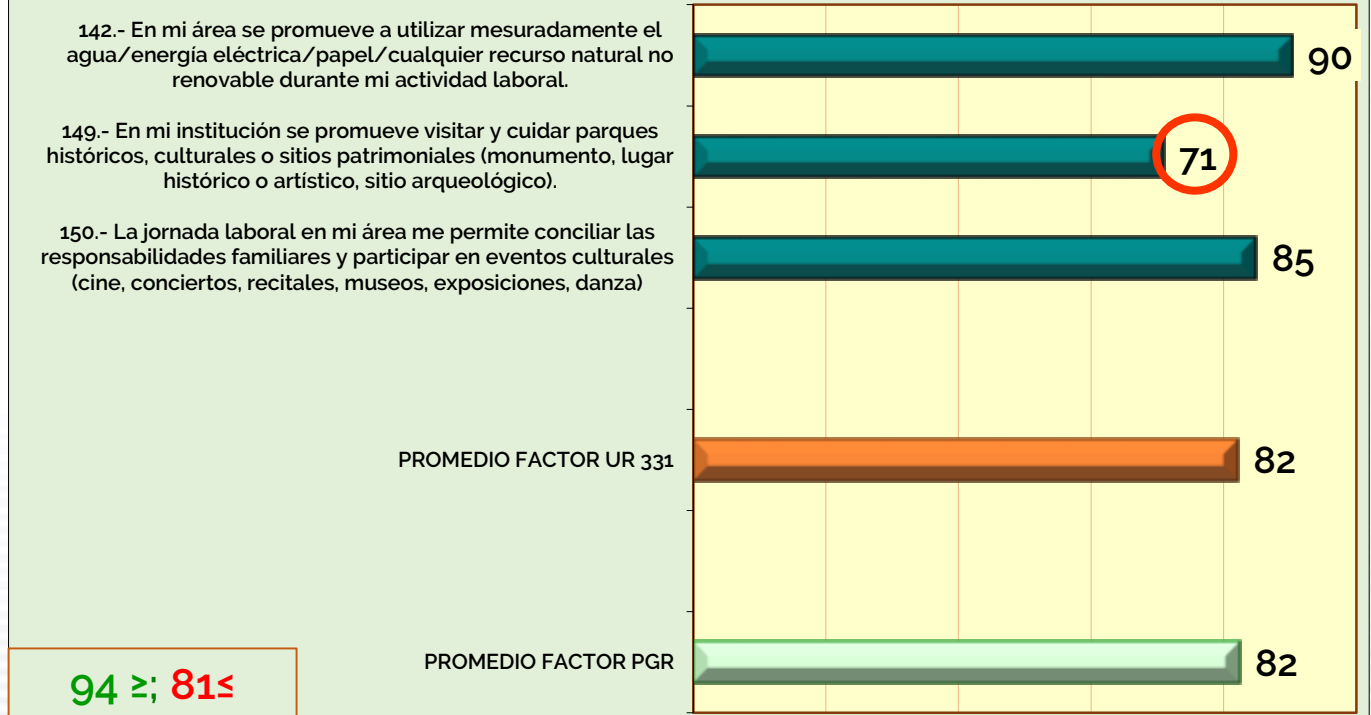 142.- En mi área se promueve a utilizar mesuradamente el
agua/energía eléctrica/papel/cualquier recurso natural no
renovable durante mi actividad laboral.
90
149.- En mi institución se promueve visitar y cuidar parques
históricos, culturales o sitios patrimoniales (monumento, lugar
histórico o artístico, sitio arqueológico).
71
150.- La jornada laboral en mi área me permite conciliar las
responsabilidades familiares y participar en eventos culturales
(cine, conciertos, recitales, museos, exposiciones, danza)
85
PROMEDIO FACTOR UR 331
82
PROMEDIO FACTOR PGR
82
94 ≥; 81≤